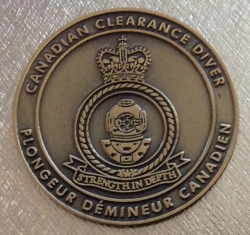 CANADIAN CLEARANCE DIVER
STRENGTH IN DEPTH
PLONGEUR DÉMINEUR CANADIEN